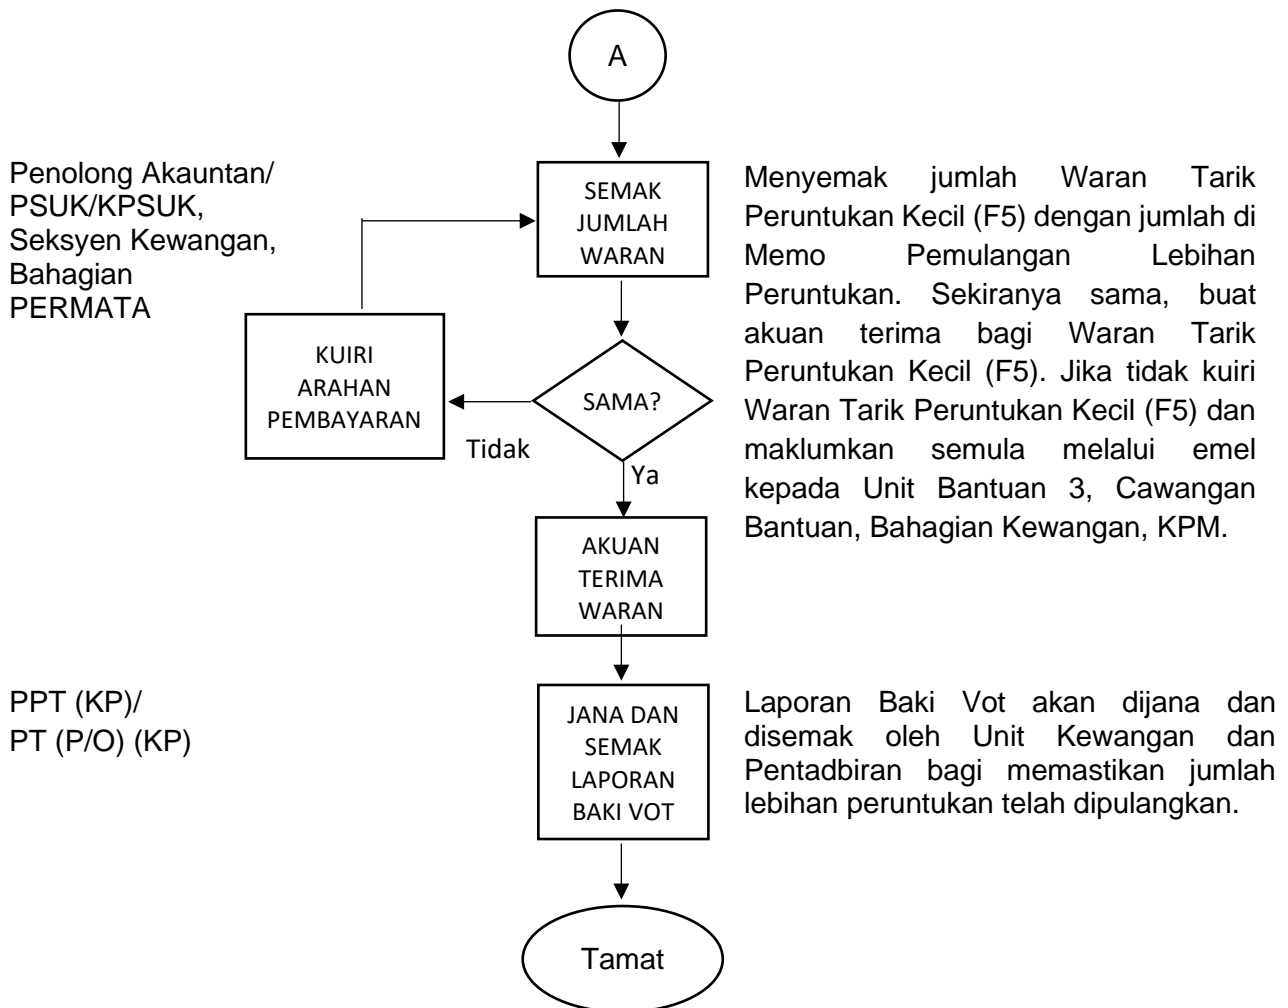 A
Penolong Akauntan/
PSUK/KPSUK,
Seksyen Kewangan,
Bahagian
PERMATA
SEMAK
JUMLAH
WARAN
Menyemak jumlah Waran Tarik
Peruntukan Kecil (F5) dengan jumlah di
Memo Pemulangan Lebihan
Peruntukan. Sekiranya sama, buat
akuan terima bagi Waran Tarik
Peruntukan Kecil (F5). Jika tidak kuiri
Waran Tarik Peruntukan Kecil (F5) dan
maklumkan semula melalui emel
kepada Unit Bantuan 3, Cawangan
Bantuan, Bahagian Kewangan, KPM.
KUIRI
ARAHAN
PEMBAYARAN
SAMA?
Tidak
Ya
AKUAN
TERIMA
WARAN
PPT (KP)/
PT (P/O) (KP)
JANA DAN
SEMAK
LAPORAN
BAKI VOT
Laporan Baki Vot akan dijana dan
disemak oleh Unit Kewangan dan
Pentadbiran bagi memastikan jumlah
lebihan peruntukan telah dipulangkan.
Tamat